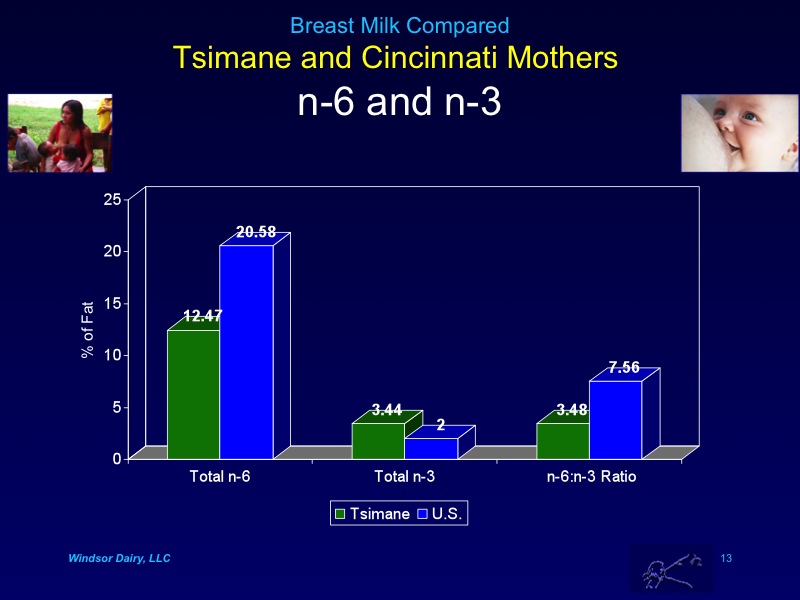 Breast Milk Compared
Tsimane and Cincinnati Mothers
n-6 and n-3
25
20
15
10
5
0
% of Fat
12.47
20.58
3.44
2
3.48
7.56
Total n-6
Total n-3
n-6:n-3 Ratio
Tsimane
U.S.
Windsor Dairy, LLC
13